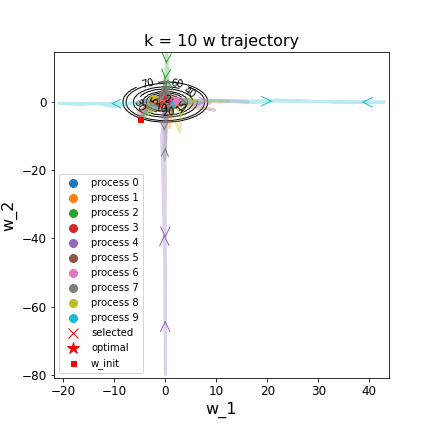 k = 10 w trajectory
70
60
0
−20
−40
−60
−80
w_2
process 0
process 1
process 2
process 3
process 4
process 5
process 6
process 7
process 8
process 9
selected
optimal
w_init
−20
−10
0
10
20
30
40
w_1